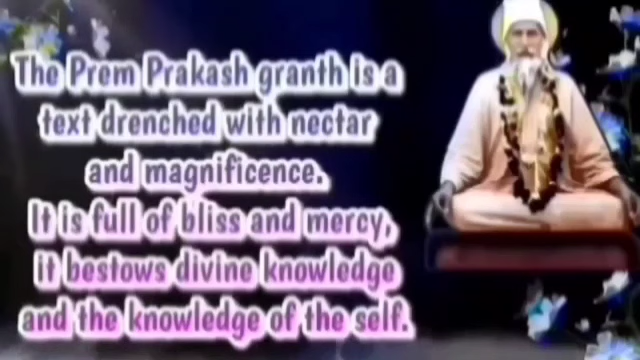 The Prem Prakash granth is a
text drenched with nectar
and magnificence.
It is full of bliss and mercy,
it bestows divine knowledge
and the knowledge of the self.